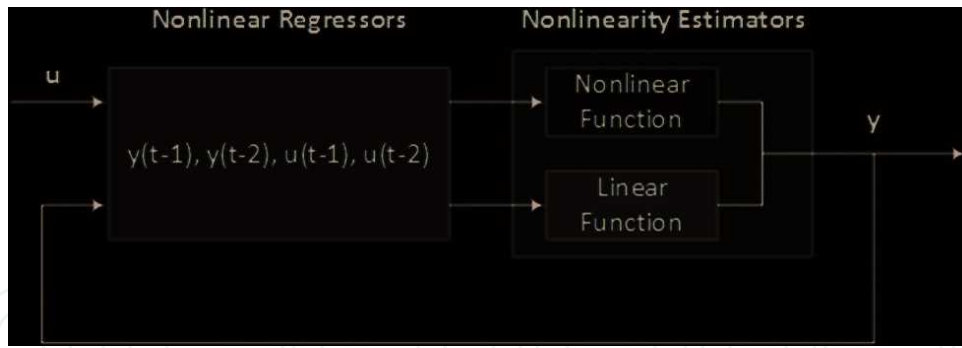 Nonlinear Regressors
Nonlinearity Estimators
u
y(t-1), y(t-2), u(t-1), u(t-2)
Nonlinear
Function
Linear
Function
y